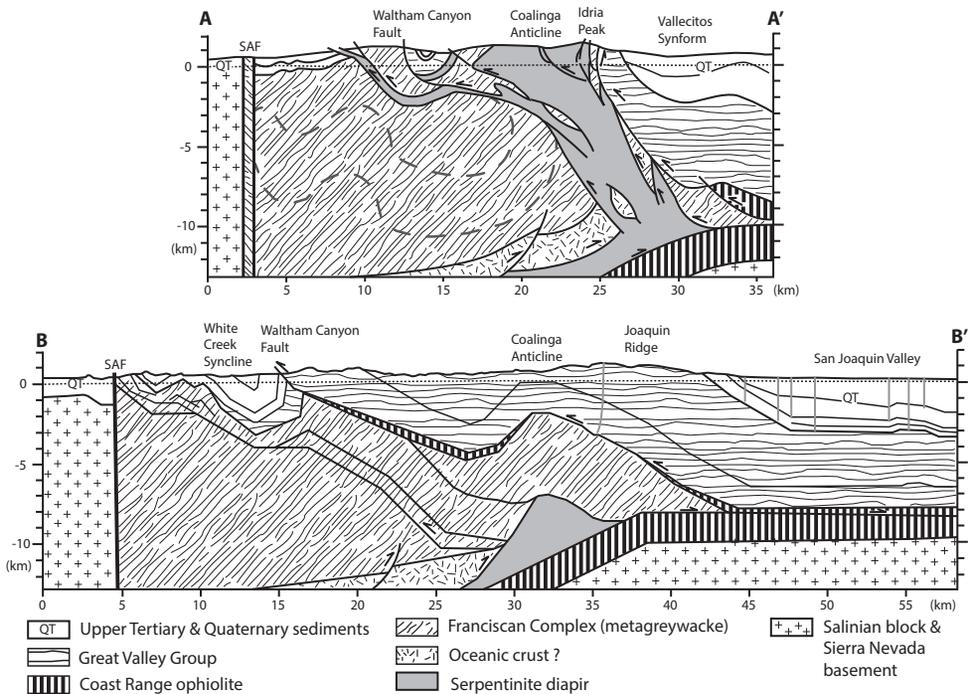 A
Waltham Canyon
Fault
Coalinga
Anticline
Idria
Peak
Vallecitos
Synform
A'
SAF
QT
QT
0
-5
-10
(km)
0 5 10 15 20 25 30 35 (km)
B
SAF
White
Creek
Syncline
Waltham Canyon
Fault
Coalinga
Anticline
Joaquin
Ridge
San Joaquin Valley
B'
QT
QT
0
-5
-10
(km)
0 5 10 15 20 25 30 35 40 45 50 55 (km)
QT Upper Tertiary & Quaternary sediments
Great Valley Group
Coast Range ophiolite
Franciscan Complex (metagreywacke)
Oceanic crust ?
Serpentinite diapir
Salinian block &
Sierra Nevada
basement